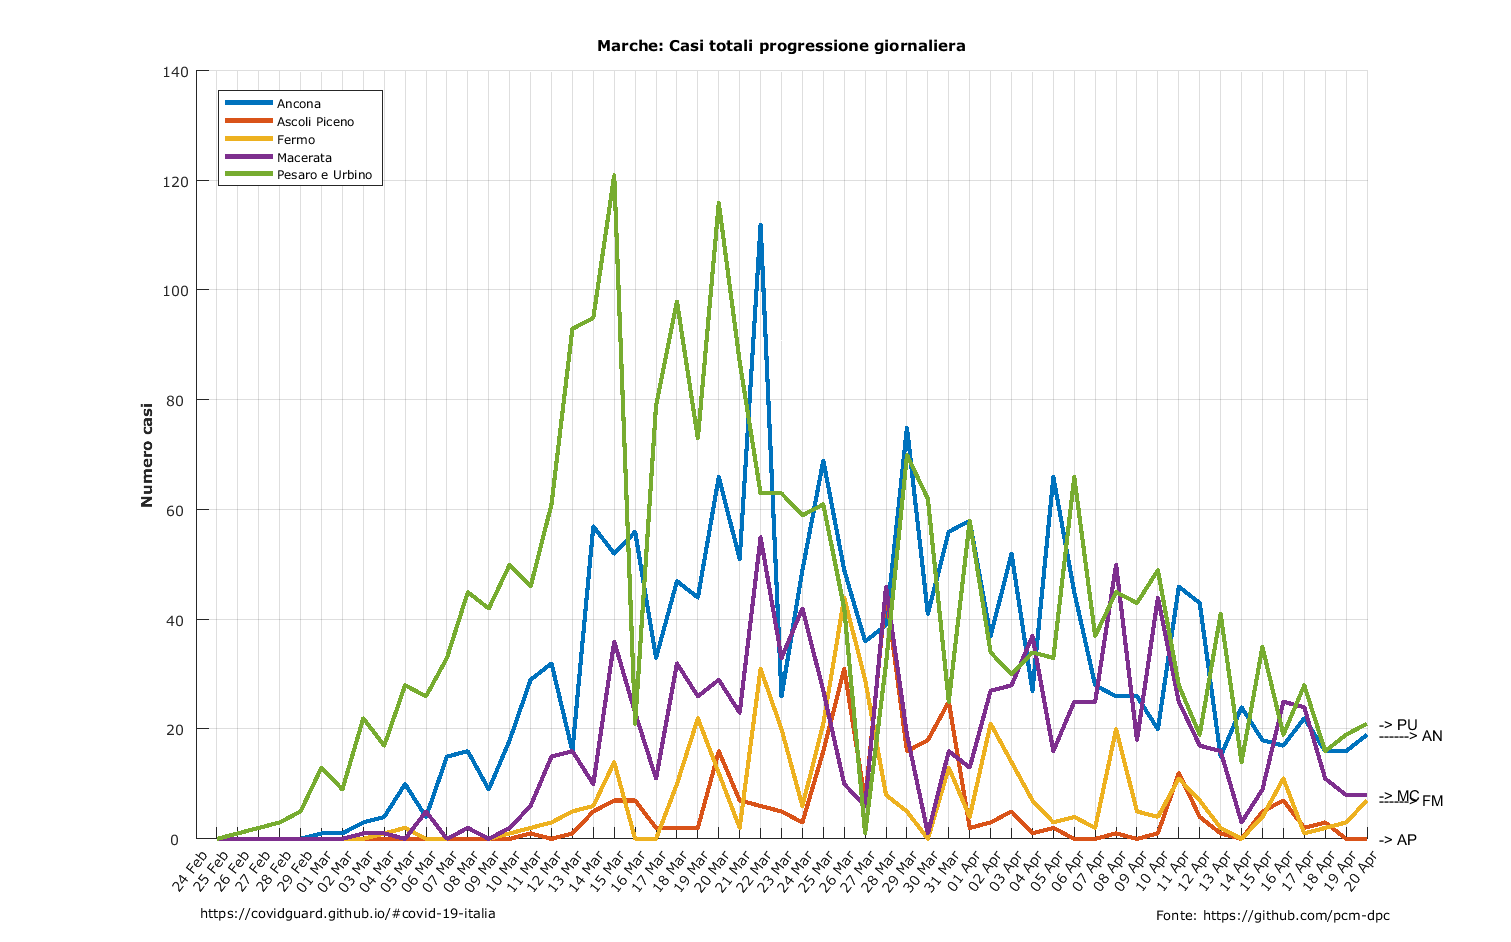 Marche: Casi totali progressione giornaliera
140
120
100
80
60
40
20
0
Numero casi
Ancona
Ascoli Piceno
Fermo
Macerata
Pesaro e Urbino
-> PU
------> AN
-> MC
------> FM
-> AP
24 Feb
25 Feb
26 Feb
27 Feb
28 Feb
29 Feb
01 Mar
02 Mar
03 Mar
04 Mar
05 Mar
06 Mar
07 Mar
08 Mar
09 Mar
10 Mar
11 Mar
12 Mar
13 Mar
14 Mar
15 Mar
16 Mar
17 Mar
18 Mar
19 Mar
20 Mar
21 Mar
22 Mar
23 Mar
24 Mar
25 Mar
26 Mar
27 Mar
28 Mar
29 Mar
30 Mar
31 Mar
01 Apr
02 Apr
03 Apr
04 Apr
05 Apr
06 Apr
07 Apr
08 Apr
09 Apr
10 Apr
11 Apr
12 Apr
13 Apr
14 Apr
15 Apr
16 Apr
17 Apr
18 Apr
19 Apr
20 Apr
https://covidguard.github.io/#covid-19-italia
Fonte: https://github.com/pcm-dpc